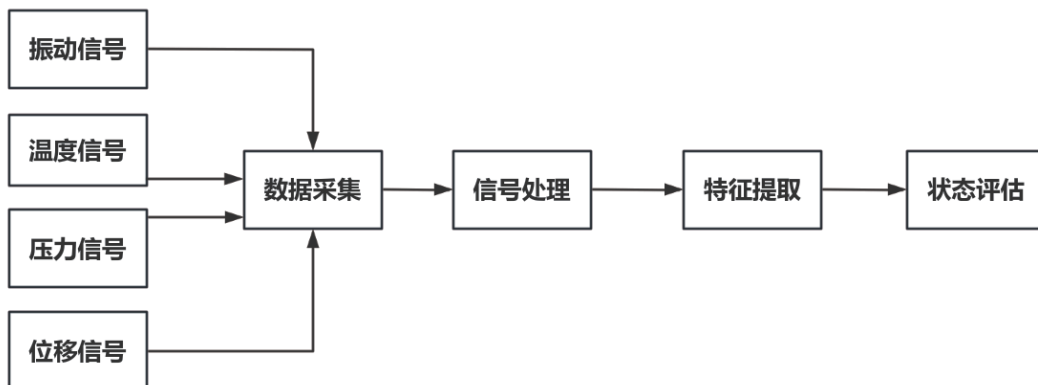 振动信号
温度信号
压力信号
位移信号
数据采集
信号处理
特征提取
状态评估